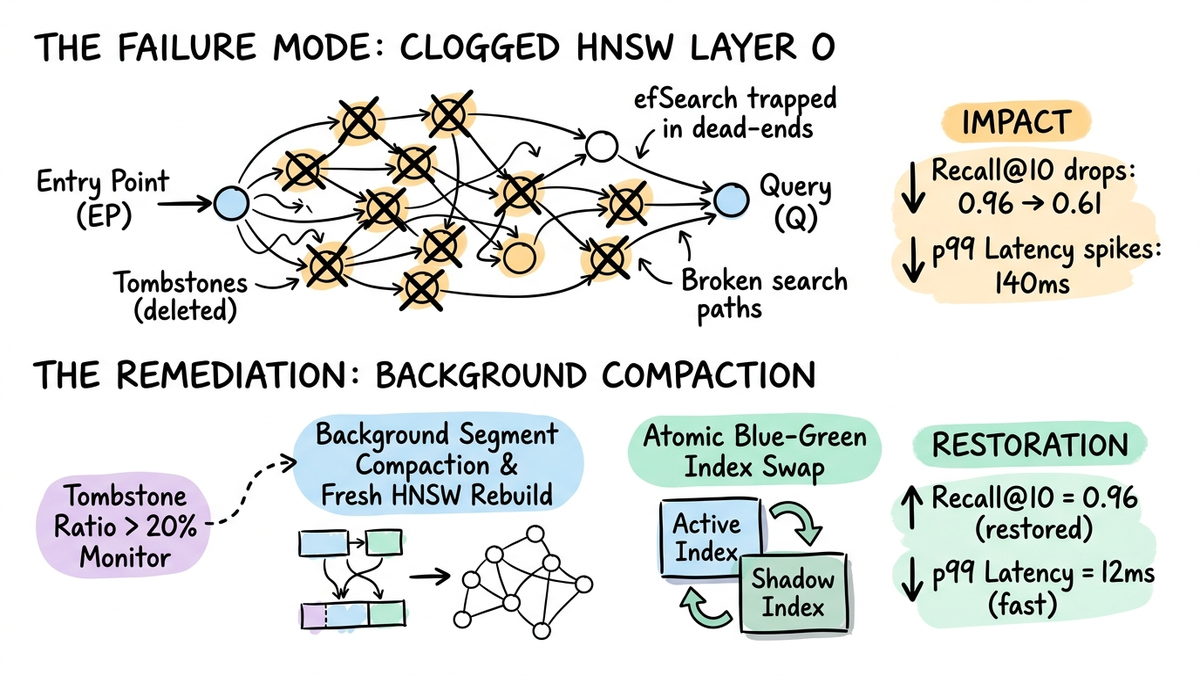 THE FAILURE MODE: CLOGGED HNSW LAYER 0
efSearch trapped
in dead-ends
Entry Point
(EP)
Query
(Q)
Tombstones
(deleted)
Broken search
paths
IMPACT
↓ Recall@10 drops:
0.96 → 0.61
↓ p99 Latency spikes:
140ms
THE REMEDIATION: BACKGROUND COMPACTION
Tombstone
Ratio > 20%
Monitor
Background Segment
Compaction &
Fresh HNSW Rebuild
Atomic Blue-Green
Index Swap
Active
Index
Shadow
Index
RESTORATION
↑ Recall@10 = 0.96
(restored)
↓ p99 Latency = 12ms
(fast)